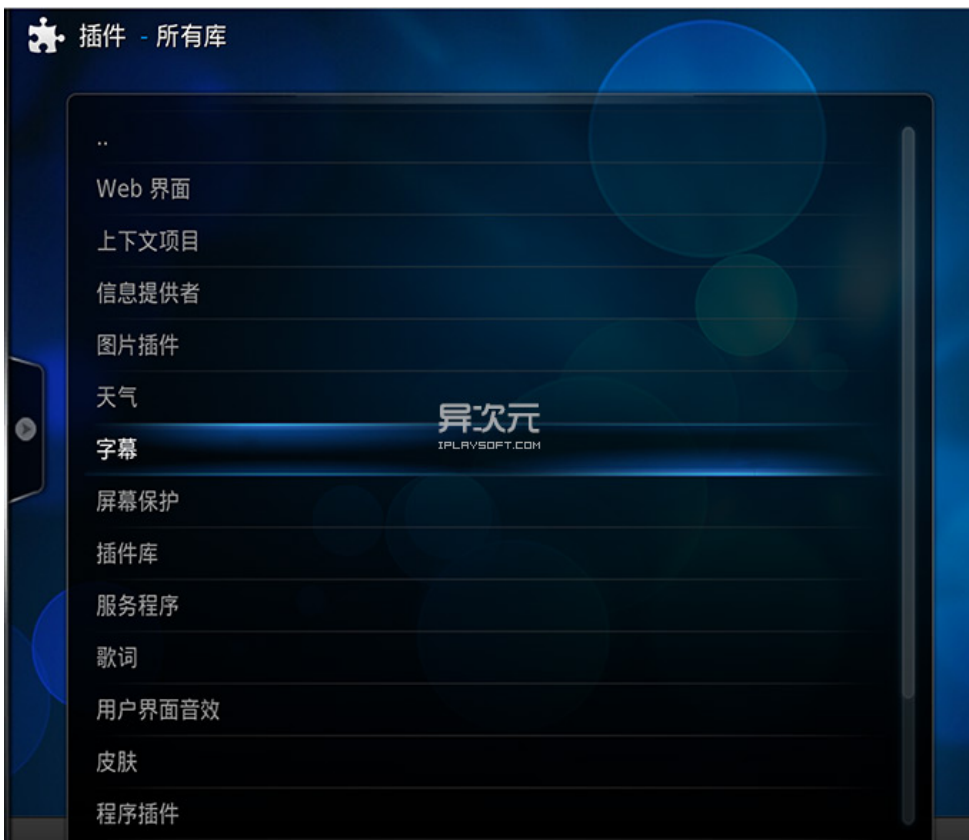 插件 - 所有库
..
Web 界面
上下文项目
信息提供者
图片插件
天气
异次元
IPLAYSOFT.COM
字幕
屏幕保护
插件库
服务程序
歌词
用户界面音效
皮肤
程序插件